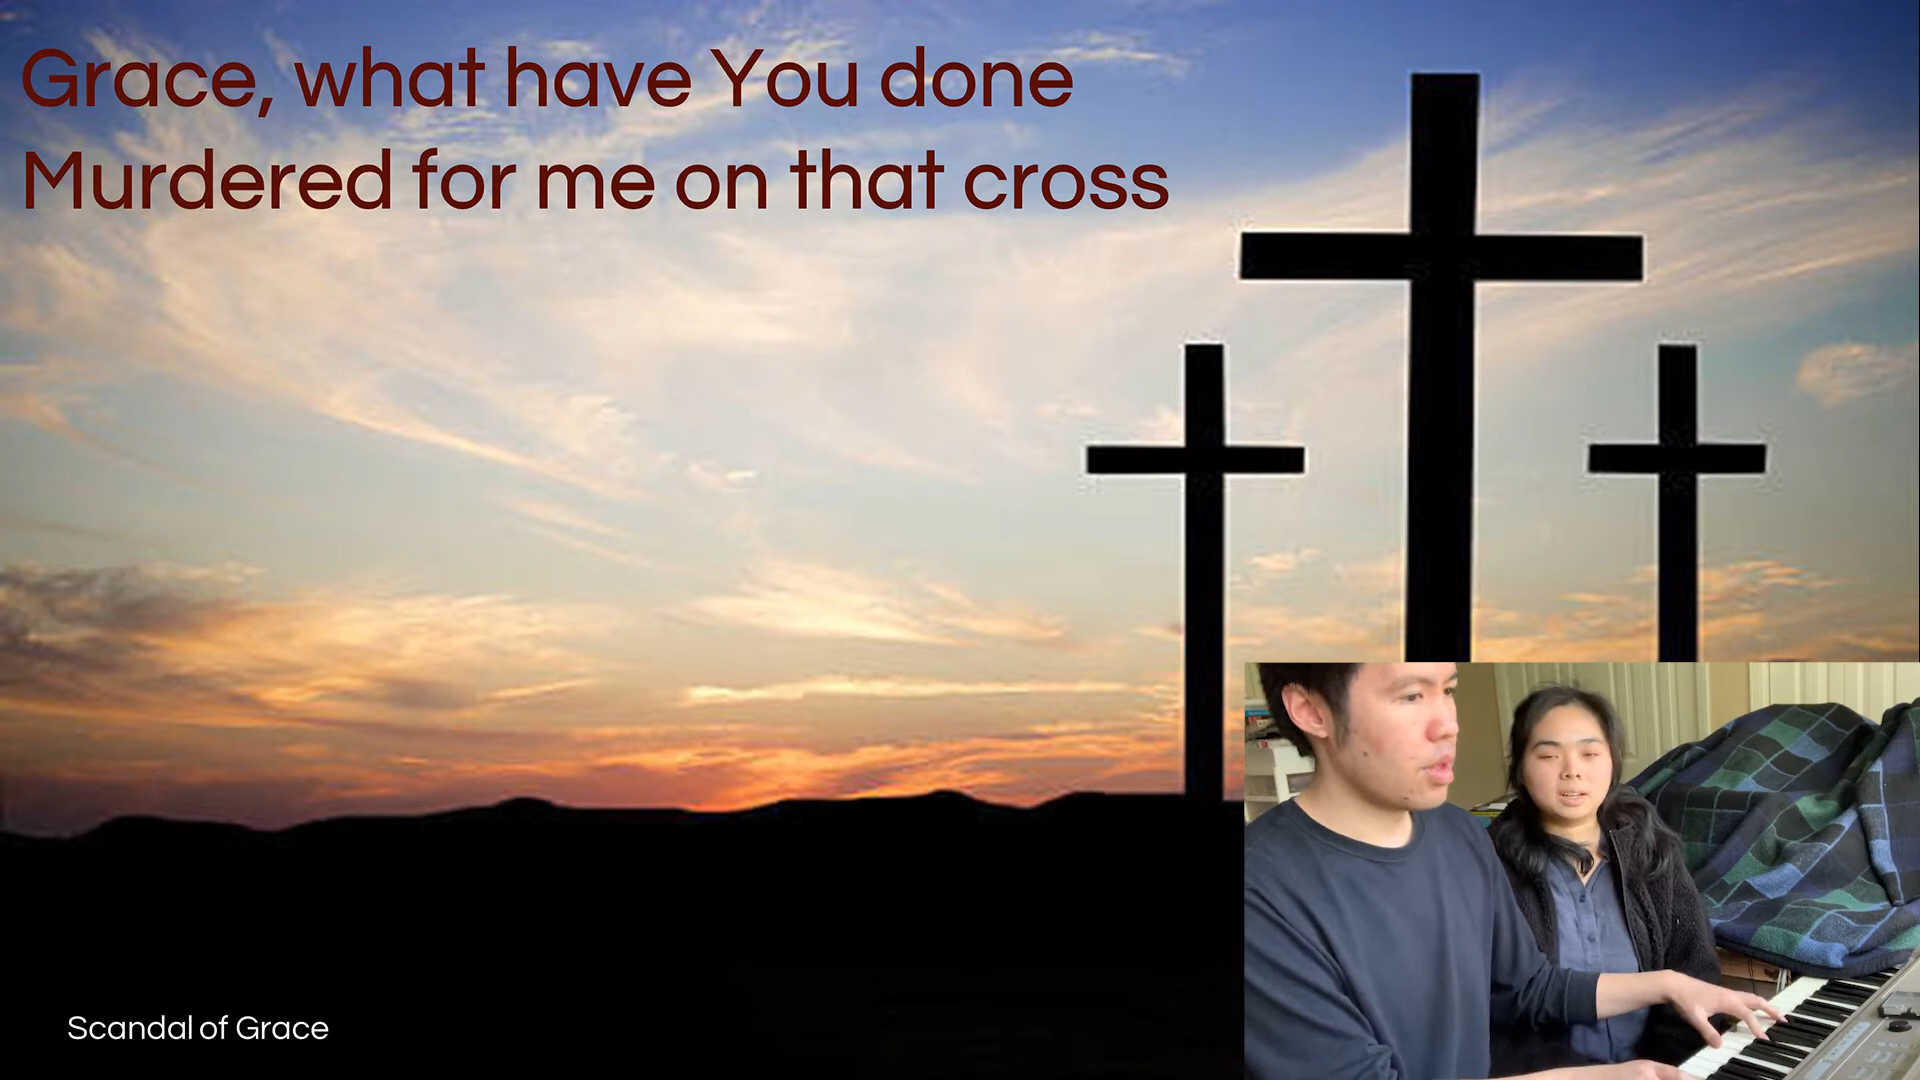 Grace, what have You done
Murdered for me on that cross
Scandal of Grace